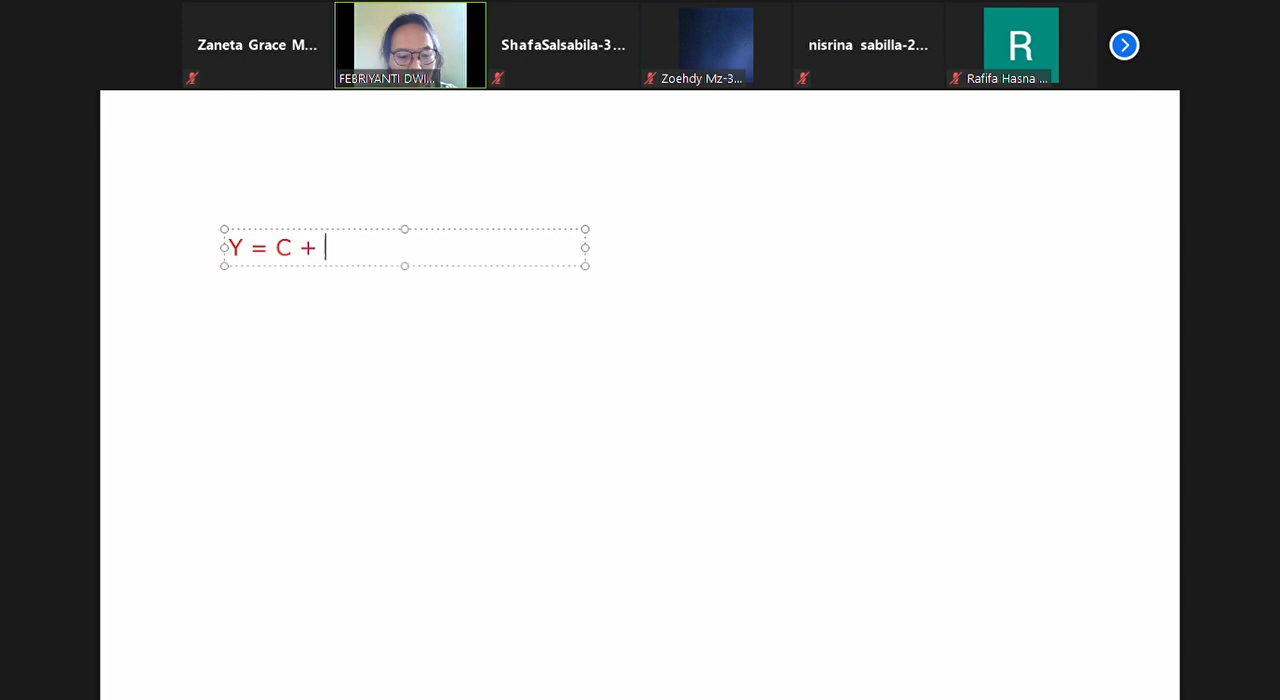 Zaneta Grace M...
FEBRIYANTI DWI...
ShafaSalsabila-3...
Zoehdy Mz-3...
nisrina sabilla-2...
R
Rafifa Hasna ...
Y = C +